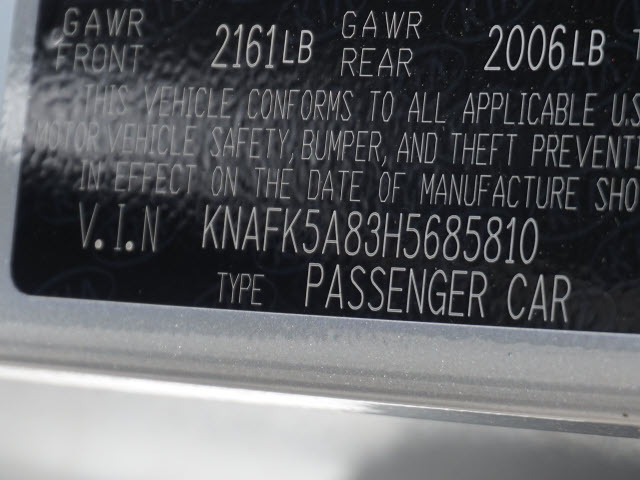 GAWR FRONT 2161LB GAWR REAR 2006LB T
THIS VEHICLE CONFORMS TO ALL APPLICABLE U.S
MOTOR VEHICLE SAFETY, BUMPER, AND THEFT PREVENTI
IN EFFECT ON THE DATE OF MANUFACTURE SHO
V.I.N KNAFK5A83H5685810
TYPE PASSENGER CAR